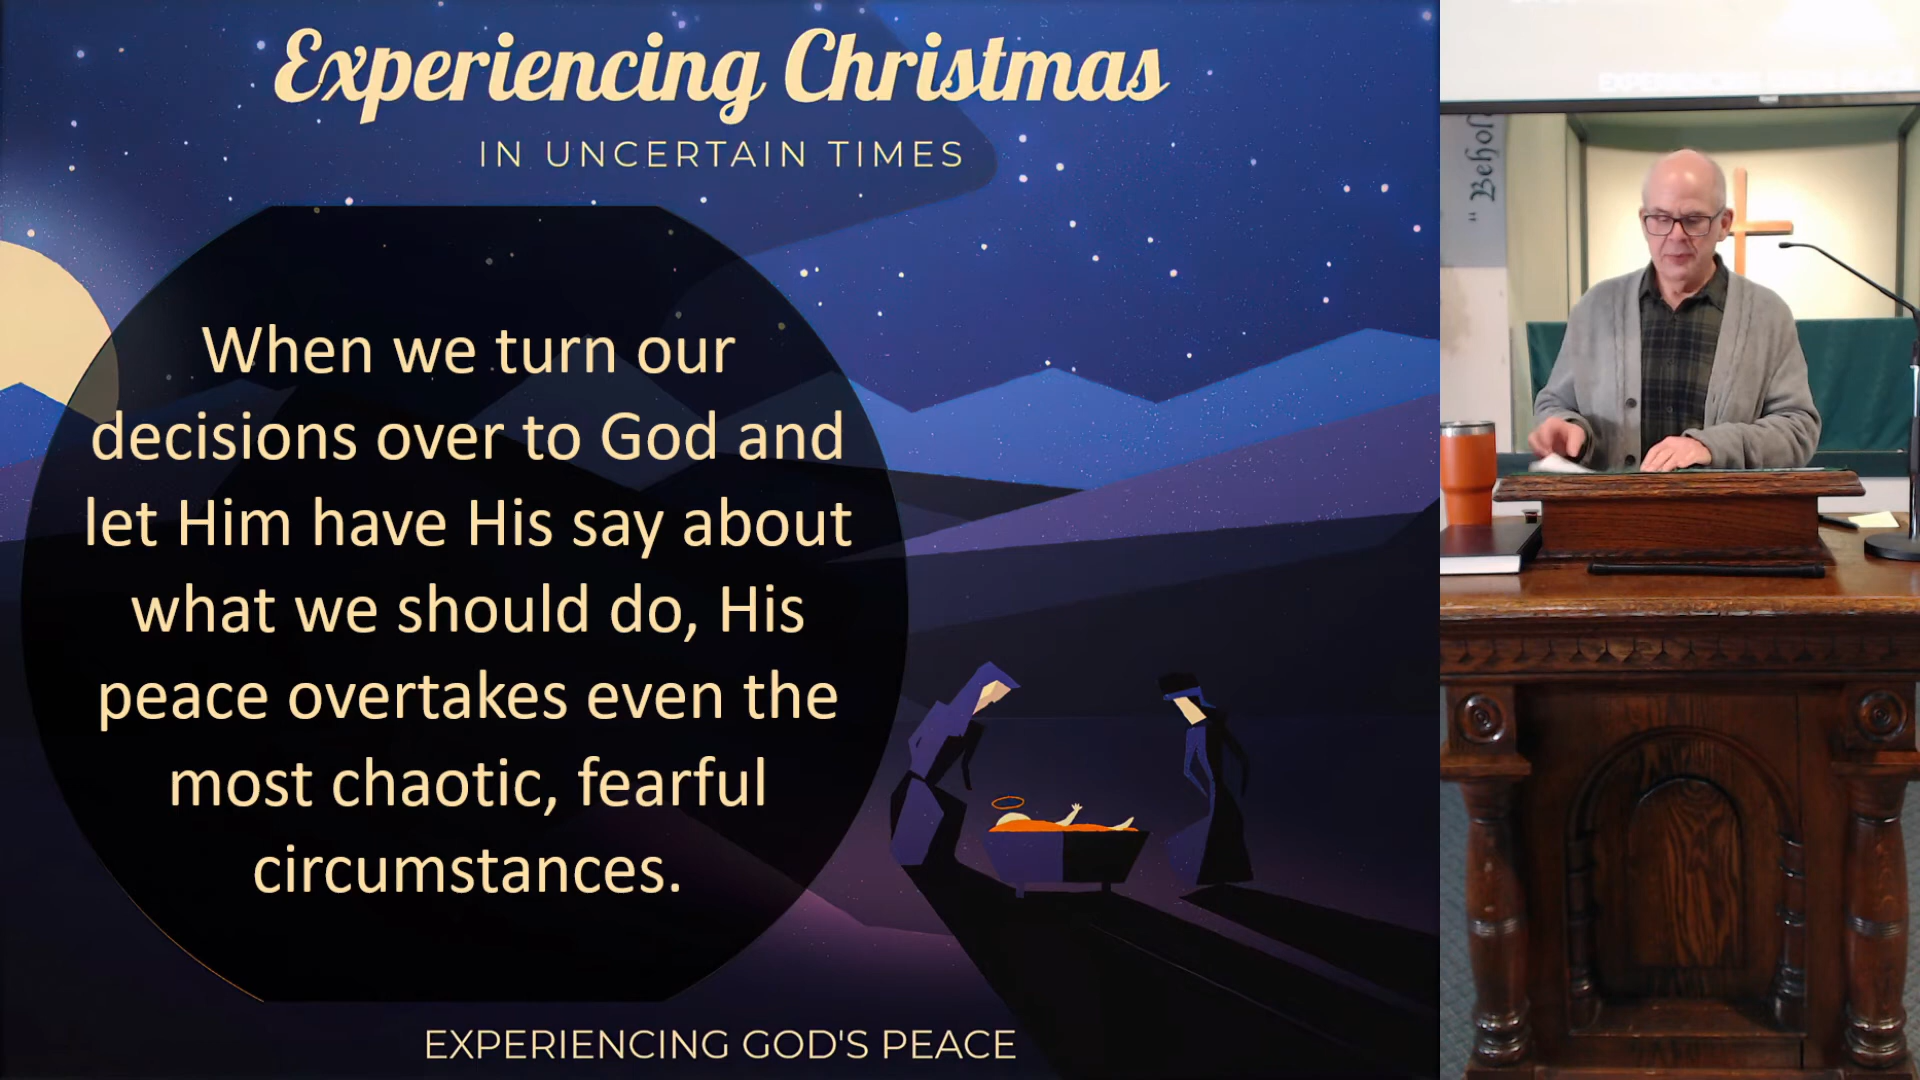 Experiencing Christmas
IN UNCERTAIN TIMES
When we turn our
decisions over to God and
let Him have His say about
what we should do, His
peace overtakes even the
most chaotic, fearful
circumstances.
EXPERIENCING GOD'S PEACE
"Behol